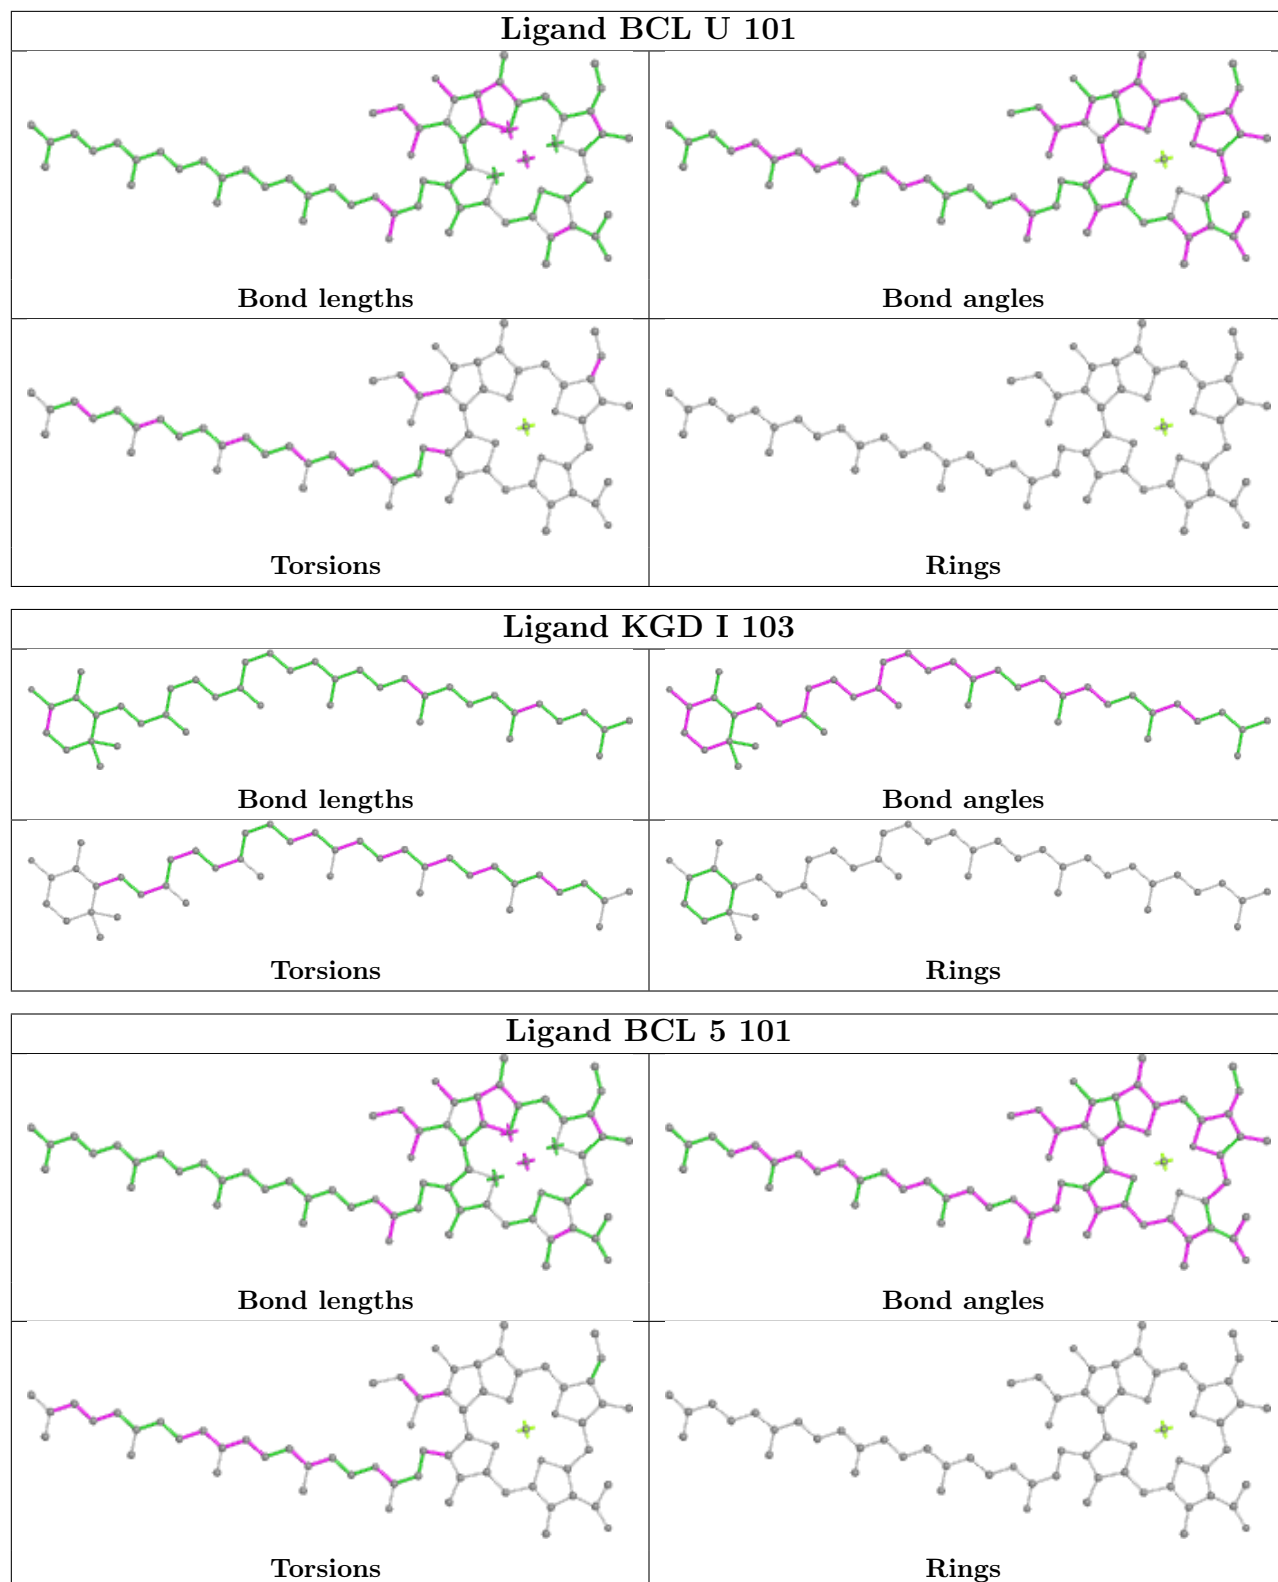 Ligand BCL U 101
Bond lengths
Bond angles
Torsions
Rings
Ligand KGD I 103
Bond lengths
Bond angles
Torsions
Rings
Ligand BCL 5 101
Bond lengths
Bond angles
Torsions
Rings